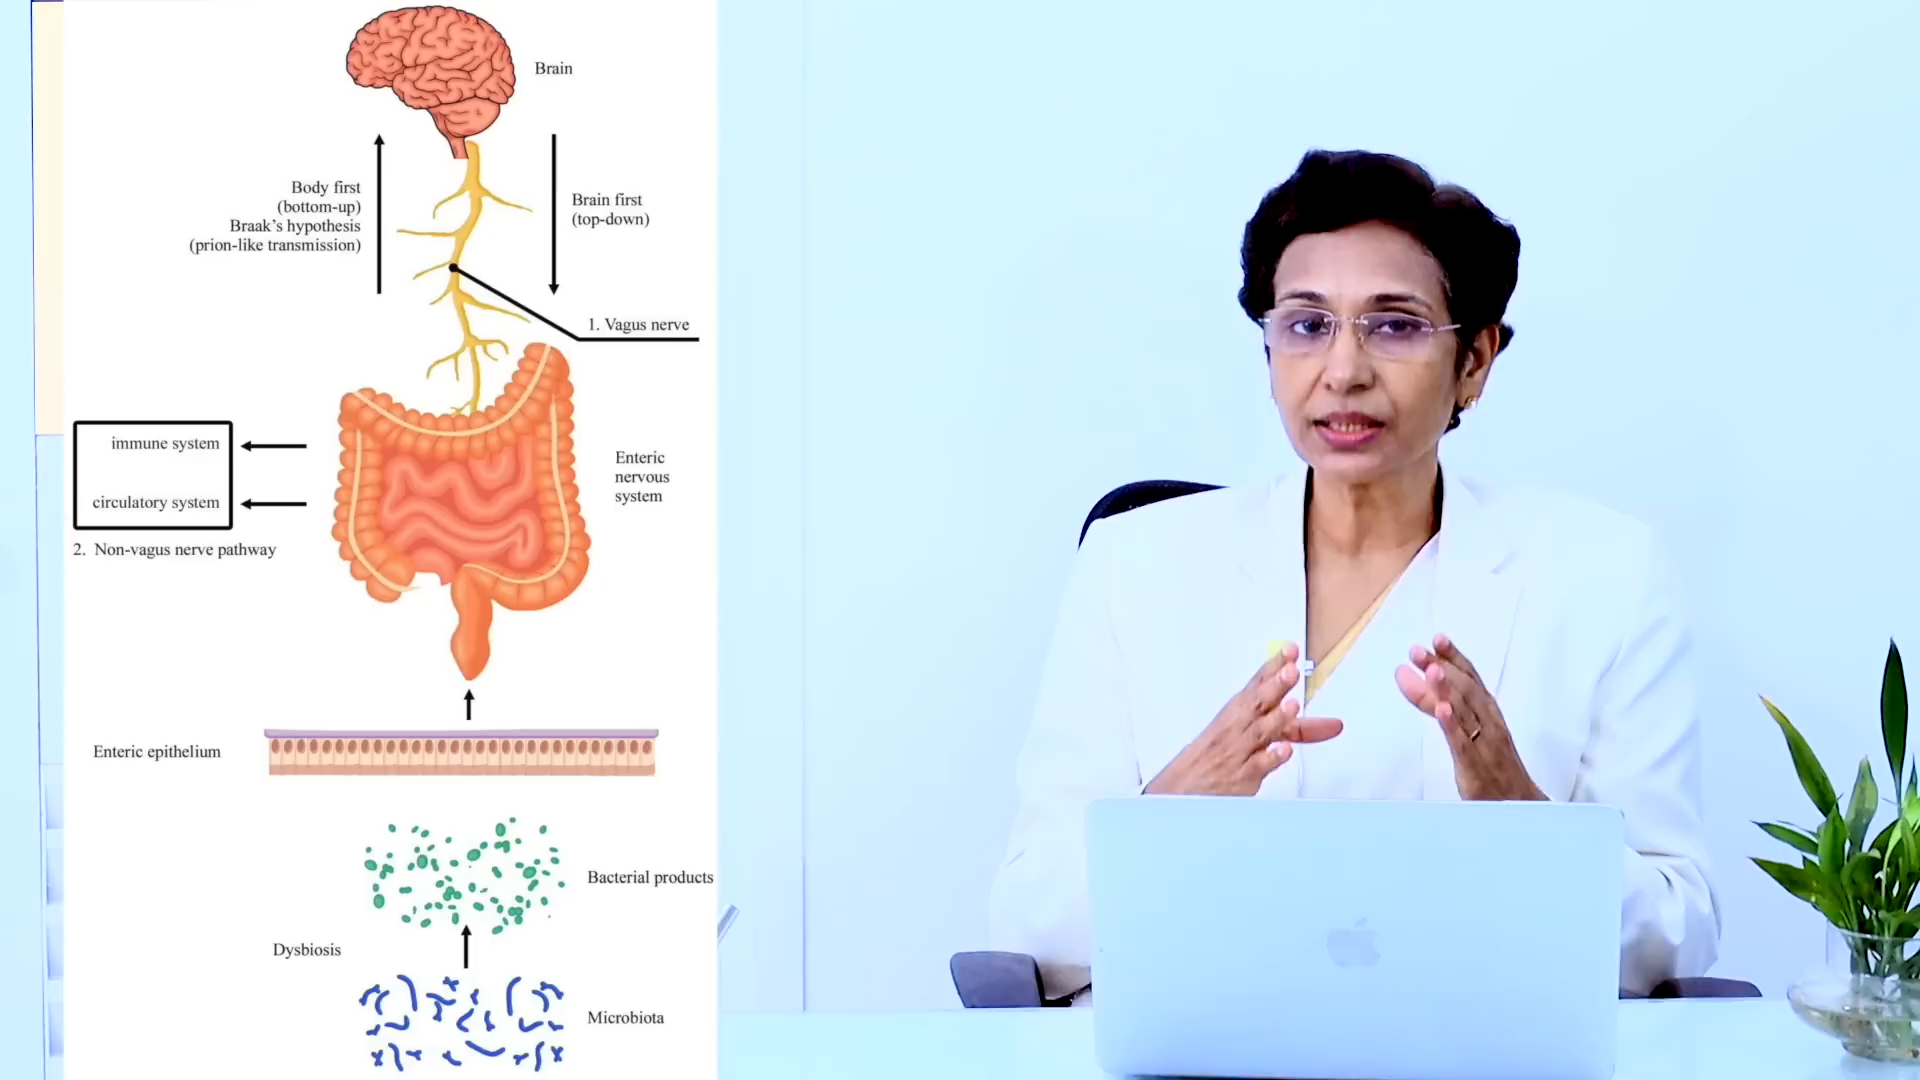 Brain
Body first
(bottom-up)
Braak's hypothesis
(prion-like transmission)
Brain first
(top-down)
1. Vagus nerve
immune system
circulatory system
2. Non-vagus nerve pathway
Enteric
nervous
system
Enteric epithelium
Bacterial products
Dysbiosis
Microbiota